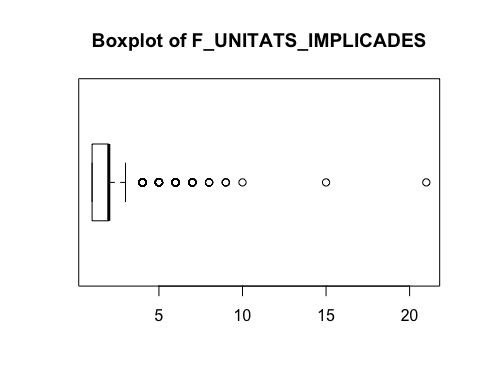 Boxplot of F_UNITATS_IMPLICADES
5 10 15 20